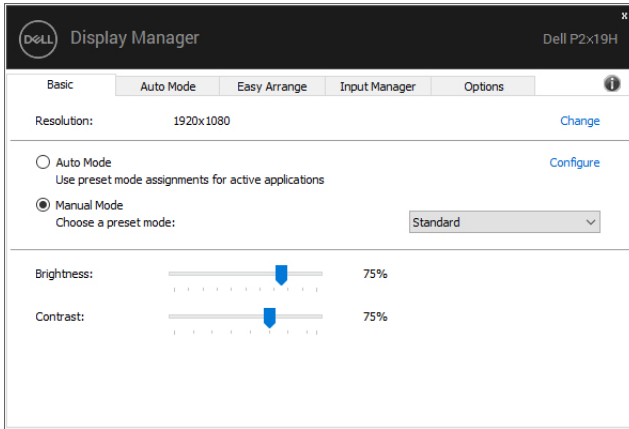 x
DELL Display Manager Dell P2x19H
Basic Auto Mode Easy Arrange Input Manager Options i
Resolution: 1920x1080 Change
Auto Mode Configure
Use preset mode assignments for active applications
Manual Mode
Choose a preset mode: Standard
Brightness: 75%
Contrast: 75%